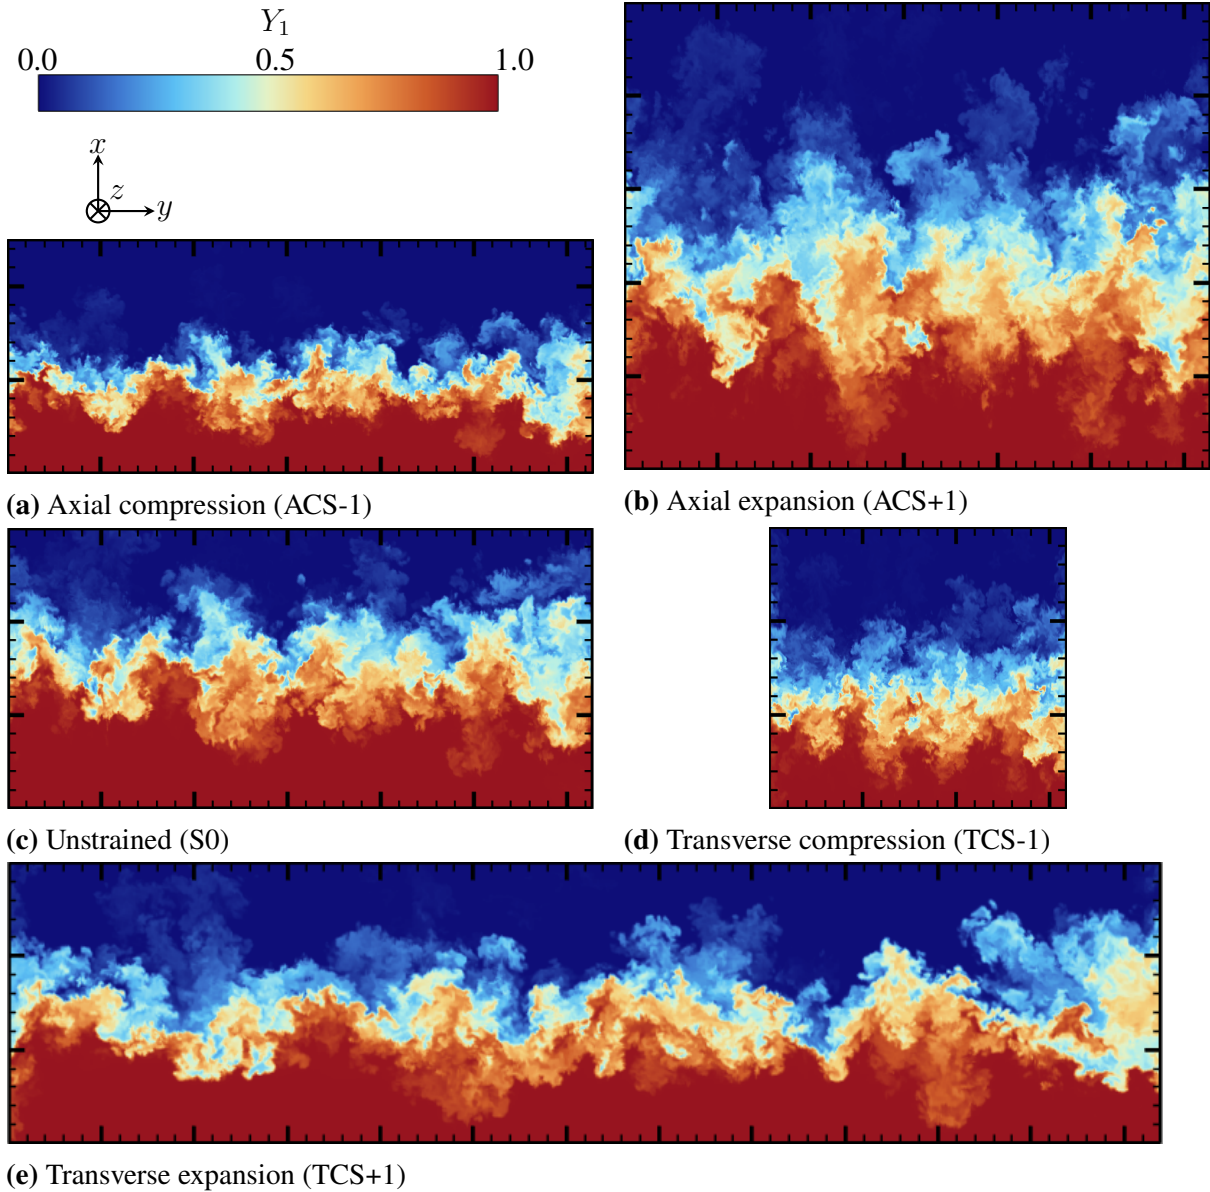 Y₁
0.0 0.5 1.0
x
z
y
(a) Axial compression (ACS-1)
(b) Axial expansion (ACS+1)
(c) Unstrained (S0)
(d) Transverse compression (TCS-1)
(e) Transverse expansion (TCS+1)